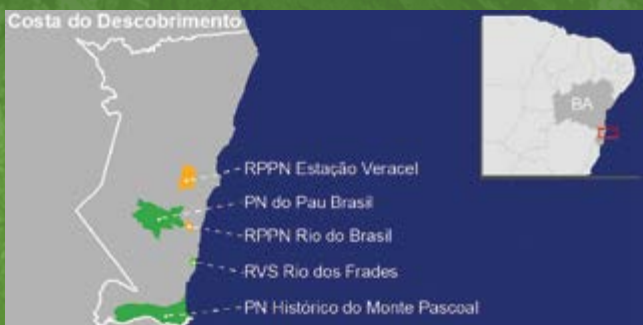 Costa do Descobrimento
BA
RPPN Estação Veracel
PN do Pau Brasil
RPPN Rio do Brasil
RVS Rio dos Frades
PN Histórico do Monte Pascoal